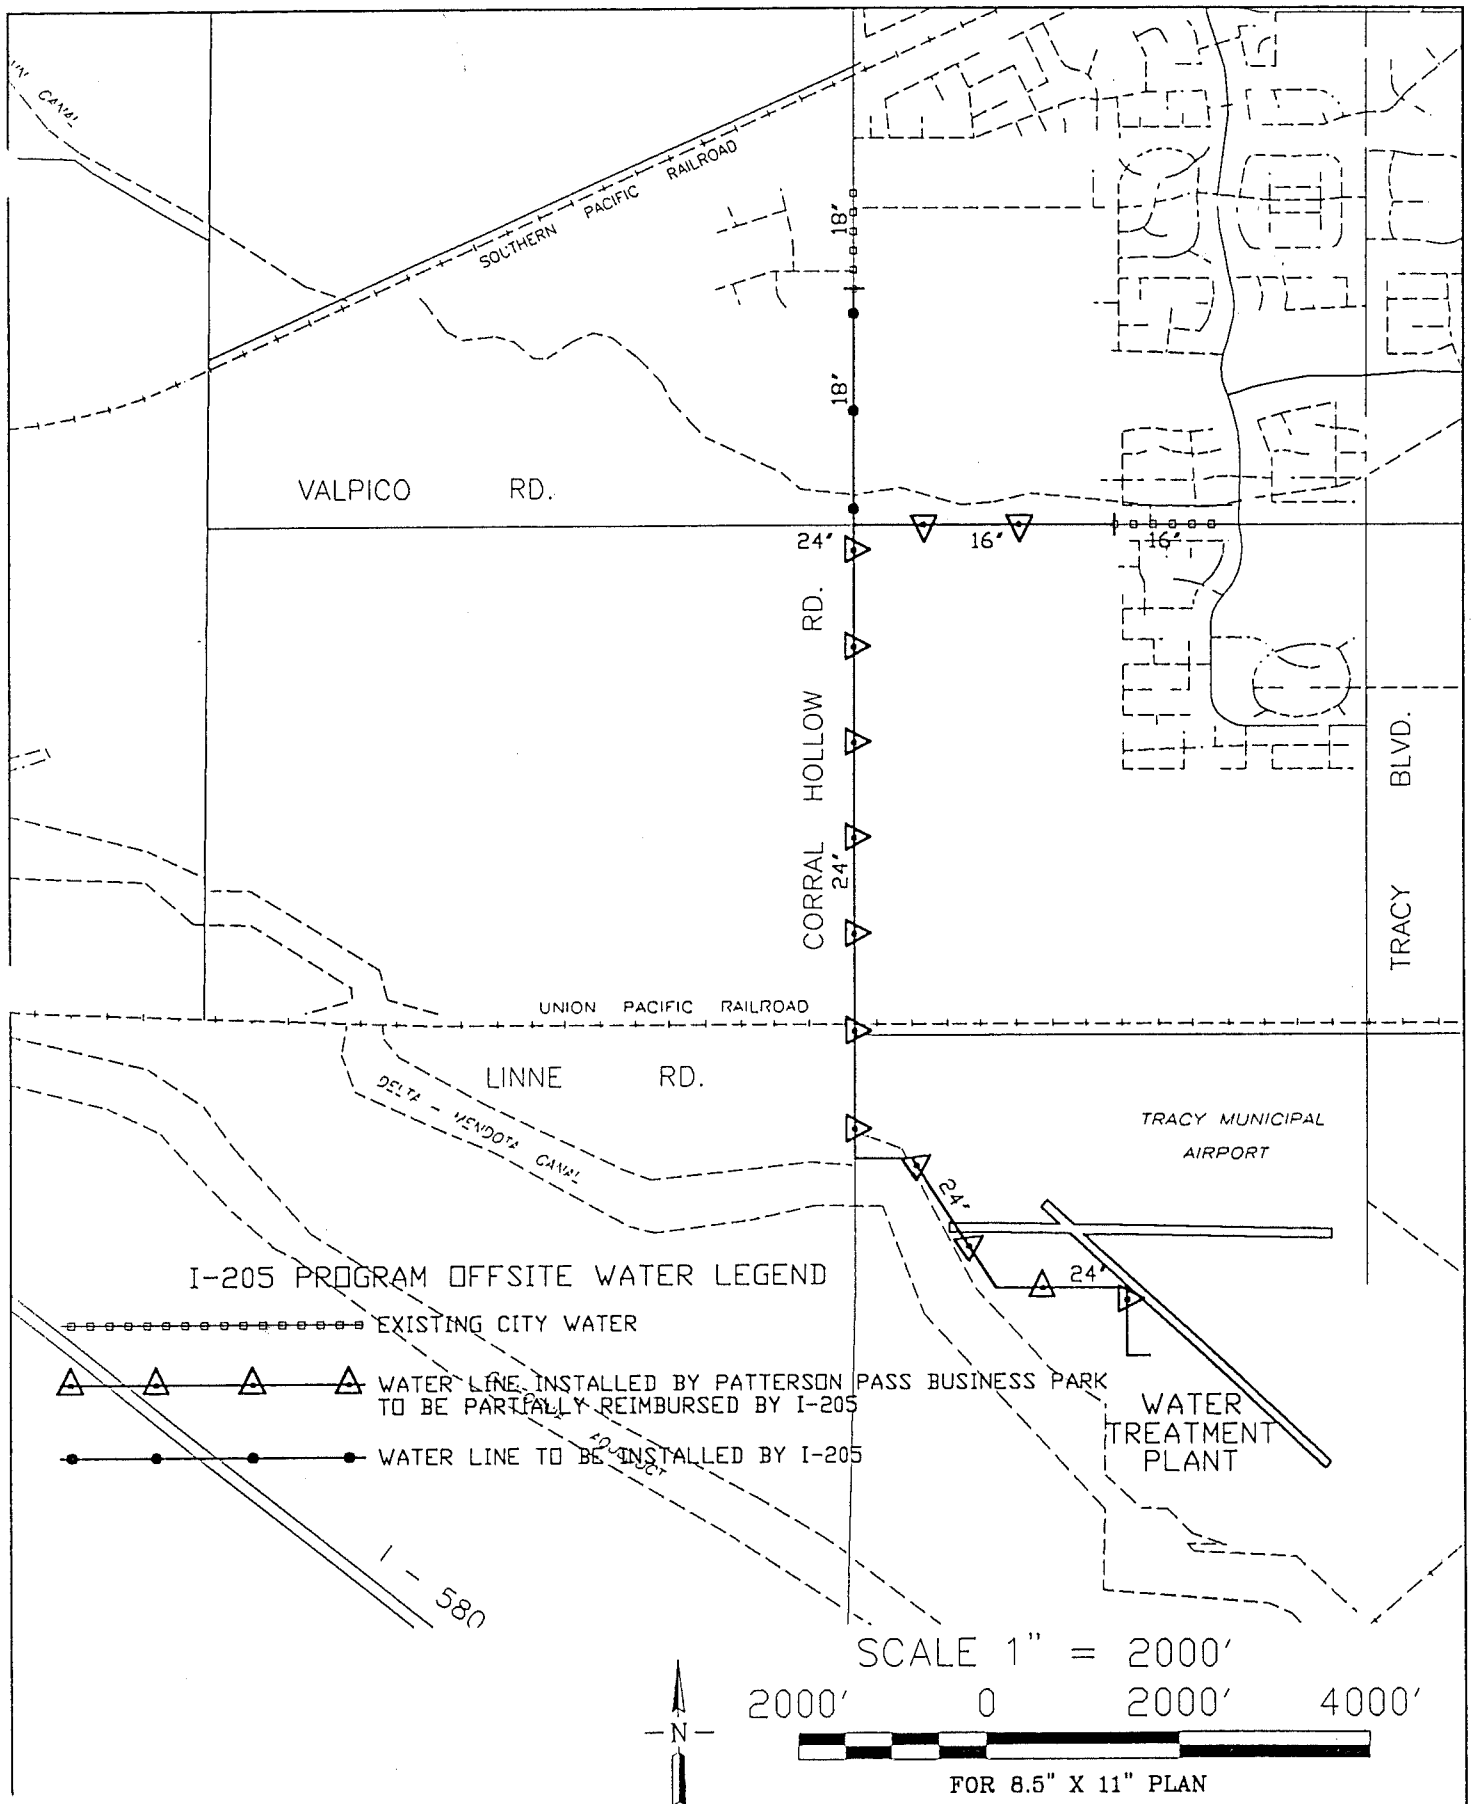 CANAL
SOUTHERN PACIFIC RAILROAD
18"
18"
VALPICO RD.
24"
16"
16"
CORRAL HOLLOW RD.
24"
TRACY BLVD.
UNION PACIFIC RAILROAD
LINNE RD.
DELTA - MENDOTA CANAL
TRACY MUNICIPAL
AIRPORT
24"
24"
I-205 PROGRAM OFFSITE WATER LEGEND
EXISTING CITY WATER
WATER LINE INSTALLED BY PATTERSON PASS BUSINESS PARK
TO BE PARTIALLY REIMBURSED BY I-205
WATER LINE TO BE INSTALLED BY I-205
WATER
TREATMENT
PLANT
I - 580
SCALE 1" = 2000'
2000' 0 2000' 4000'
-N-
FOR 8.5" X 11" PLAN